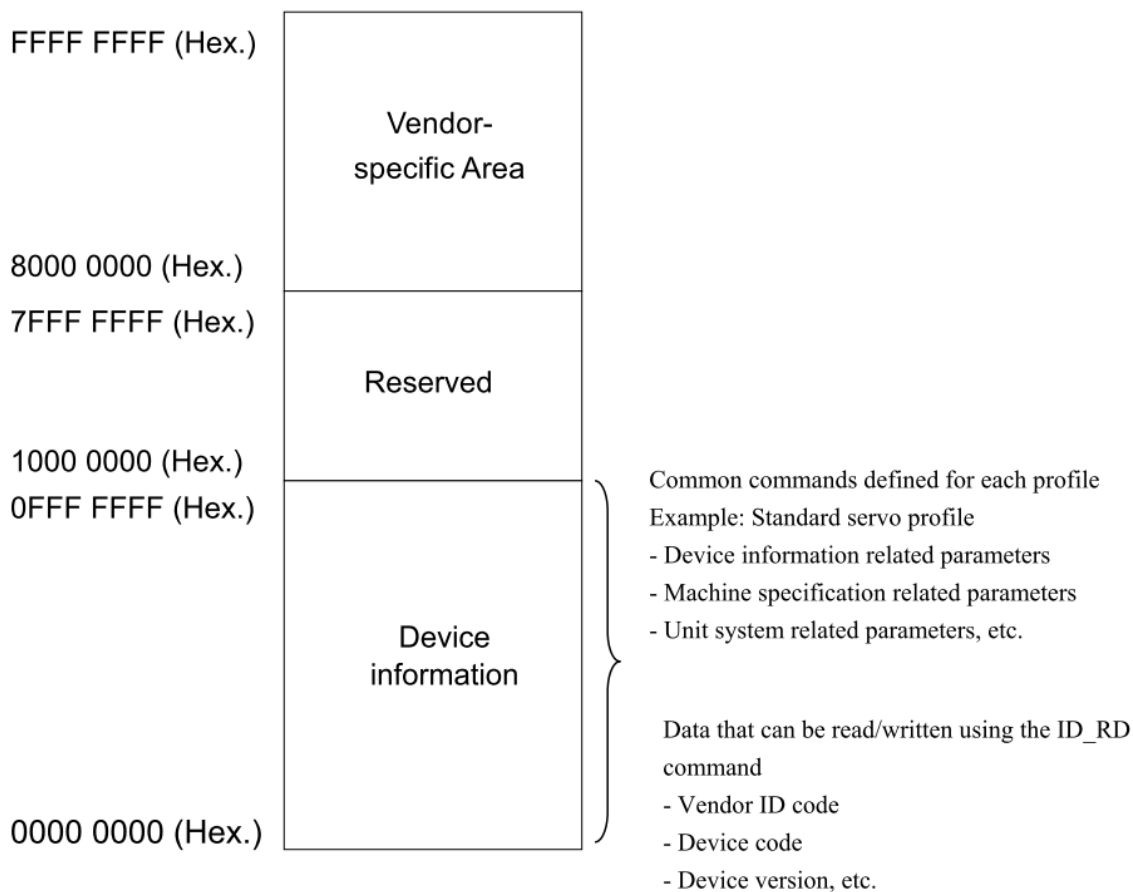 FFFF FFFF (Hex.)
Vendor-
specific Area
8000 0000 (Hex.)
7FFF FFFF (Hex.)
Reserved
1000 0000 (Hex.)
0FFF FFFF (Hex.)
Common commands defined for each profile
Example: Standard servo profile
- Device information related parameters
- Machine specification related parameters
- Unit system related parameters, etc.
Device
information
Data that can be read/written using the ID_RD
command
- Vendor ID code
- Device code
- Device version, etc.
0000 0000 (Hex.)